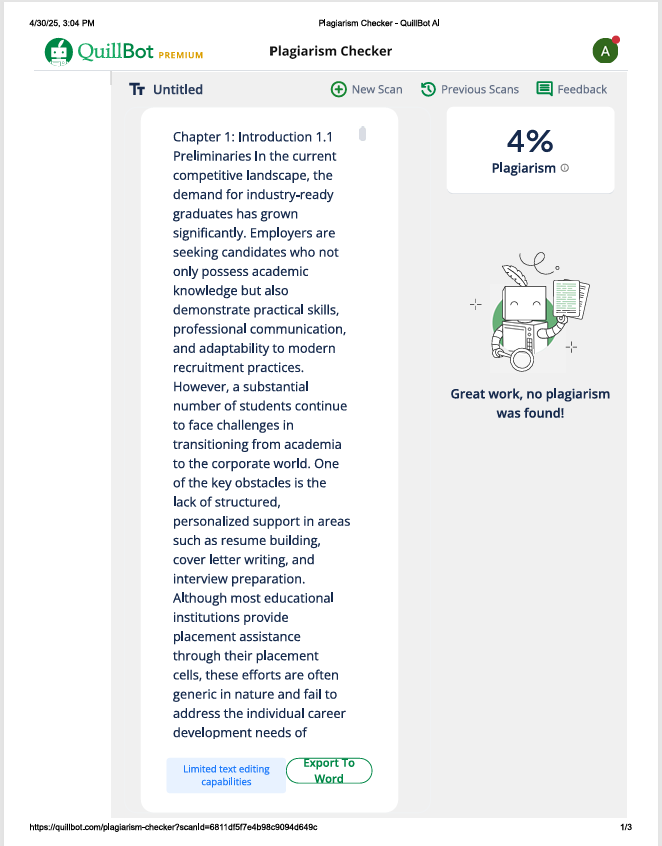 4/30/25, 3:04 PM
Plagiarism Checker - QuillBot AI
QuillBot PREMIUM
Plagiarism Checker
A
Untitled
New Scan
Previous Scans
Feedback
Chapter 1: Introduction 1.1
Preliminaries In the current
competitive landscape, the
demand for industry-ready
graduates has grown
significantly. Employers are
seeking candidates who not
only possess academic
knowledge but also
demonstrate practical skills,
professional communication,
and adaptability to modern
recruitment practices.
However, a substantial
number of students continue
to face challenges in
transitioning from academia
to the corporate world. One
of the key obstacles is the
lack of structured,
personalized support in areas
such as resume building,
cover letter writing, and
interview preparation.
Although most educational
institutions provide
placement assistance
through their placement
cells, these efforts are often
generic in nature and fail to
address the individual career
development needs of
Limited text editing
capabilities
Export To
Word
4%
Plagiarism
Great work, no plagiarism
was found!
https://quillbot.com/plagiarism-checker?scanId=6811df5f7e4b98c9094d649c
1/3